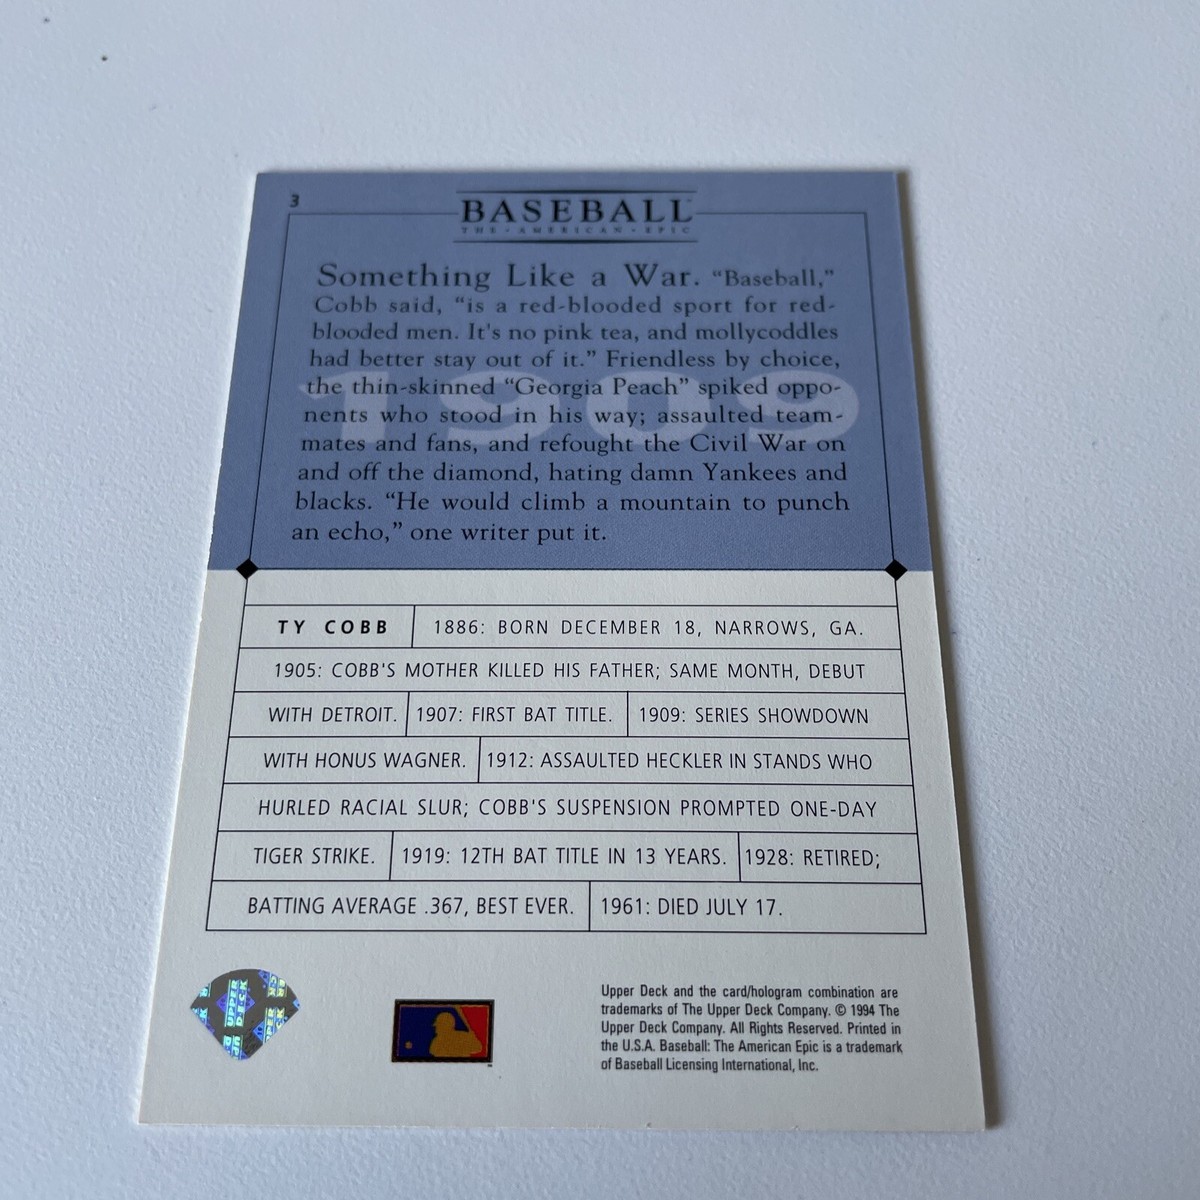 3
BASEBALL
THE · AMERICAN · EPIC
Something Like a War. “Baseball,”
Cobb said, “is a red-blooded sport for red-
blooded men. It's no pink tea, and mollycoddles
had better stay out of it.” Friendless by choice,
the thin-skinned “Georgia Peach” spiked oppo-
nents who stood in his way; assaulted team-
mates and fans, and refought the Civil War on
and off the diamond, hating damn Yankees and
blacks. “He would climb a mountain to punch
an echo,” one writer put it.
1909
TY COBB 1886: BORN DECEMBER 18, NARROWS, GA.
1905: COBB'S MOTHER KILLED HIS FATHER; SAME MONTH, DEBUT
WITH DETROIT. 1907: FIRST BAT TITLE. 1909: SERIES SHOWDOWN
WITH HONUS WAGNER. 1912: ASSAULTED HECKLER IN STANDS WHO
HURLED RACIAL SLUR; COBB'S SUSPENSION PROMPTED ONE-DAY
TIGER STRIKE. 1919: 12TH BAT TITLE IN 13 YEARS. 1928: RETIRED;
BATTING AVERAGE .367, BEST EVER. 1961: DIED JULY 17.
UPPER
DECK
Upper Deck and the card/hologram combination are
trademarks of The Upper Deck Company. © 1994 The
Upper Deck Company. All Rights Reserved. Printed in
the U.S.A. Baseball: The American Epic is a trademark
of Baseball Licensing International, Inc.